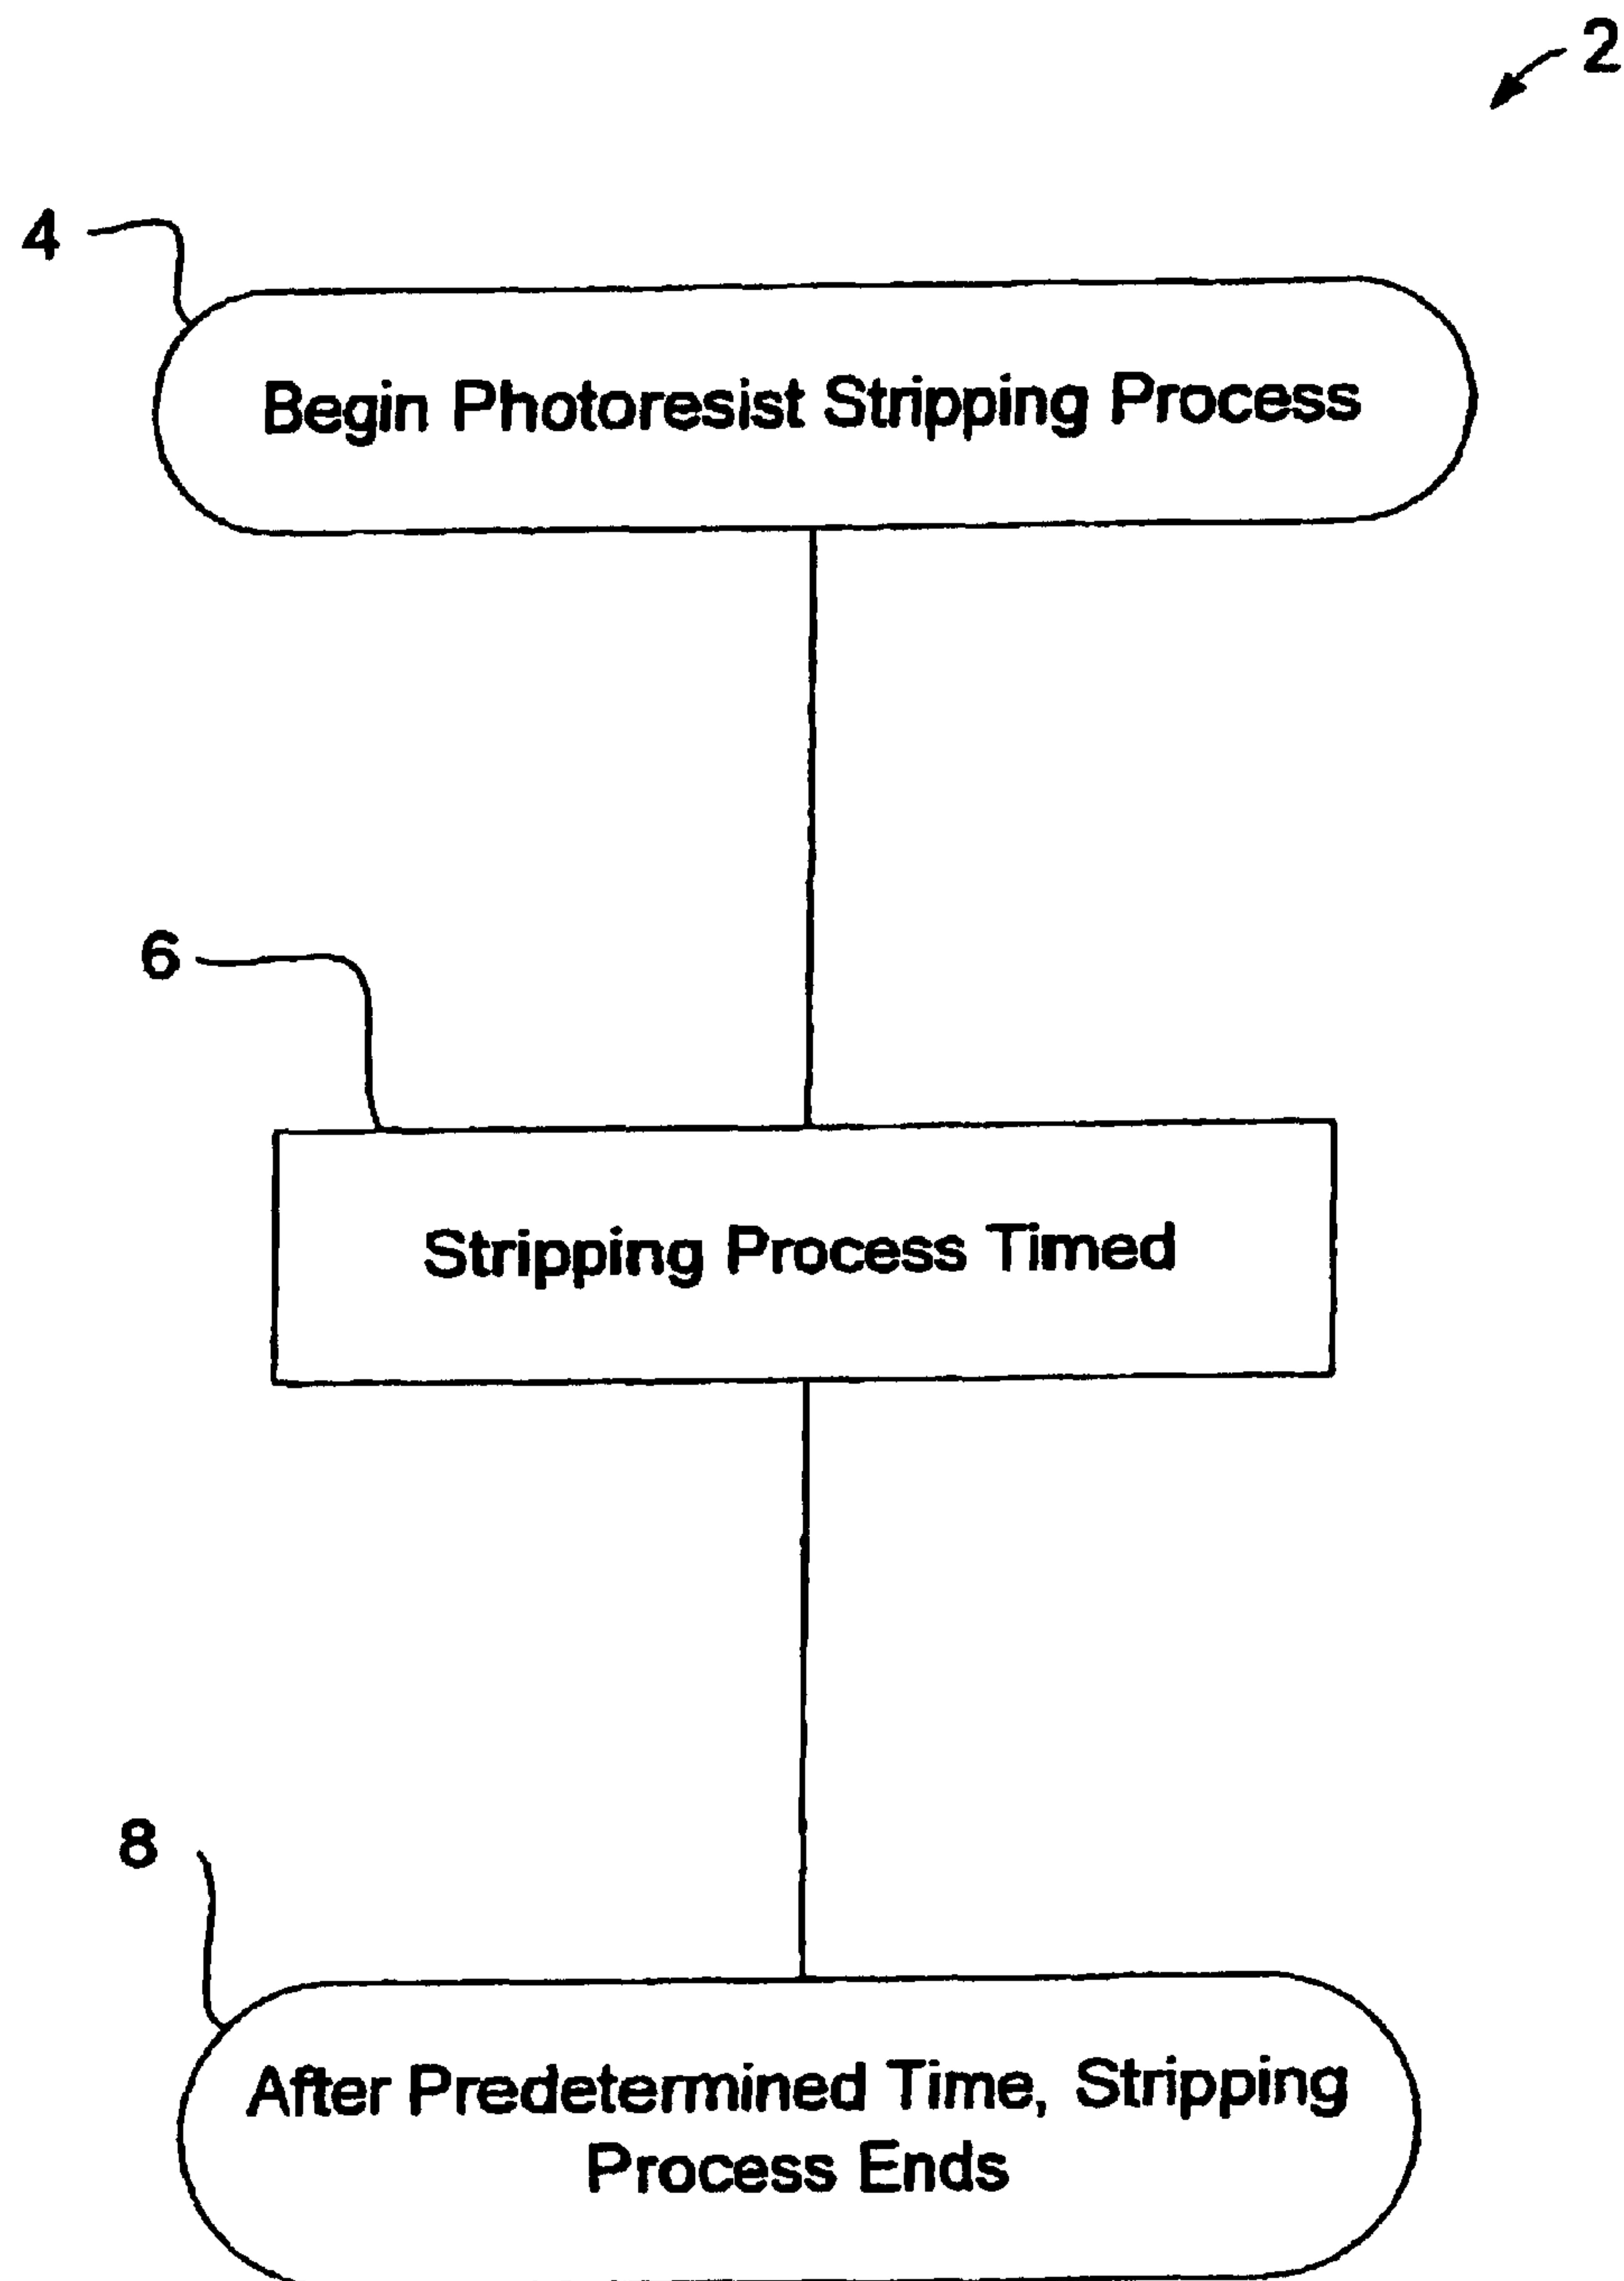 2
4
Begin Photoresist Stripping Process
6
Stripping Process Timed
8
After Predetermined Time, Stripping
Process Ends